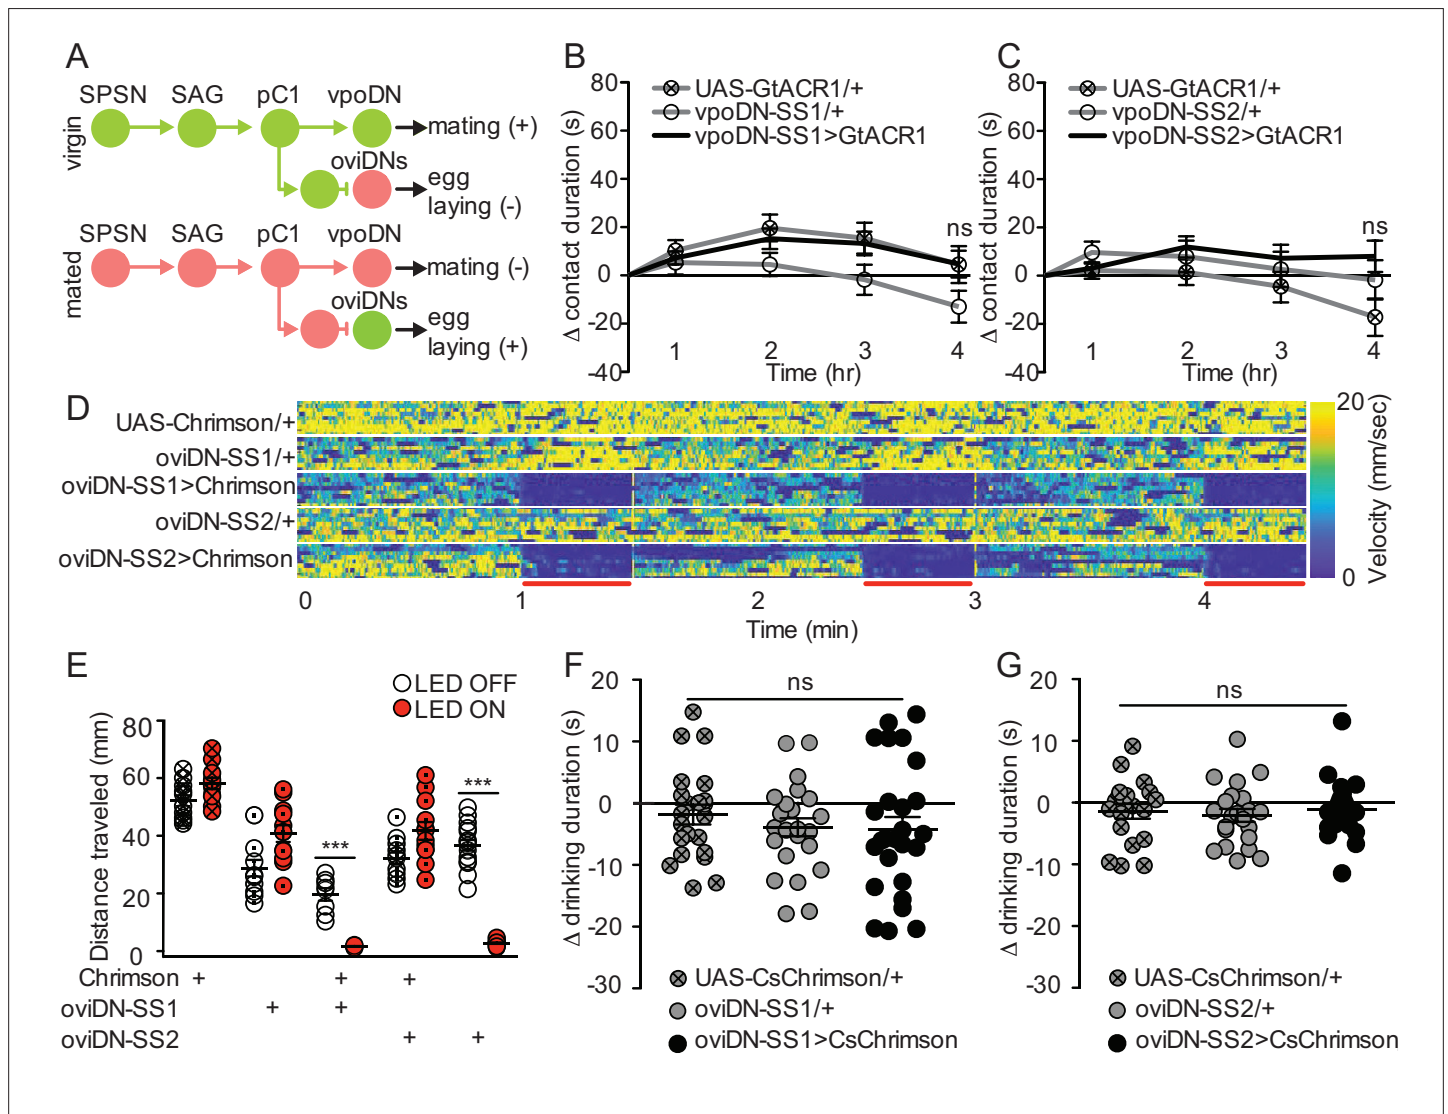 A
SPSN SAG pC1 vpoDN
virgin
mating (+)
oviDNs
egg
laying (-)
SPSN SAG pC1 vpoDN
mated
mating (-)
oviDNs
egg
laying (+)
B
Δ contact duration (s)
80
60
40
20
0
-20
-40
UAS-GtACR1/+
vpoDN-SS1/+
vpoDN-SS1>GtACR1
ns
1 2 3 4
Time (hr)
C
Δ contact duration (s)
80
60
40
20
0
-20
-40
UAS-GtACR1/+
vpoDN-SS2/+
vpoDN-SS2>GtACR1
ns
1 2 3 4
Time (hr)
D
UAS-Chrimson/+
oviDN-SS1/+
oviDN-SS1>Chrimson
oviDN-SS2/+
oviDN-SS2>Chrimson
0 1 2 3 4
Time (min)
20
0
Velocity (mm/sec)
E
LED OFF
LED ON
Distance traveled (mm)
80
60
40
20
0
***
***
Chrimson + + +
oviDN-SS1 + +
oviDN-SS2 + +
F
Δ drinking duration (s)
20
10
0
-10
-20
-30
ns
UAS-CsChrimson/+
oviDN-SS1/+
oviDN-SS1>CsChrimson
G
Δ drinking duration (s)
20
10
0
-10
-20
-30
ns
UAS-CsChrimson/+
oviDN-SS2/+
oviDN-SS2>CsChrimson